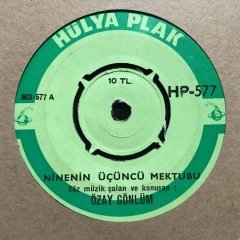 HÜLYA PLAK
10 TL.
MD-577 A
HP-577
NİNENİN ÜÇÜNCÜ MEKTUBU
Söz müzik çalan ve konuşan :
ÖZAY GÖNLÜM